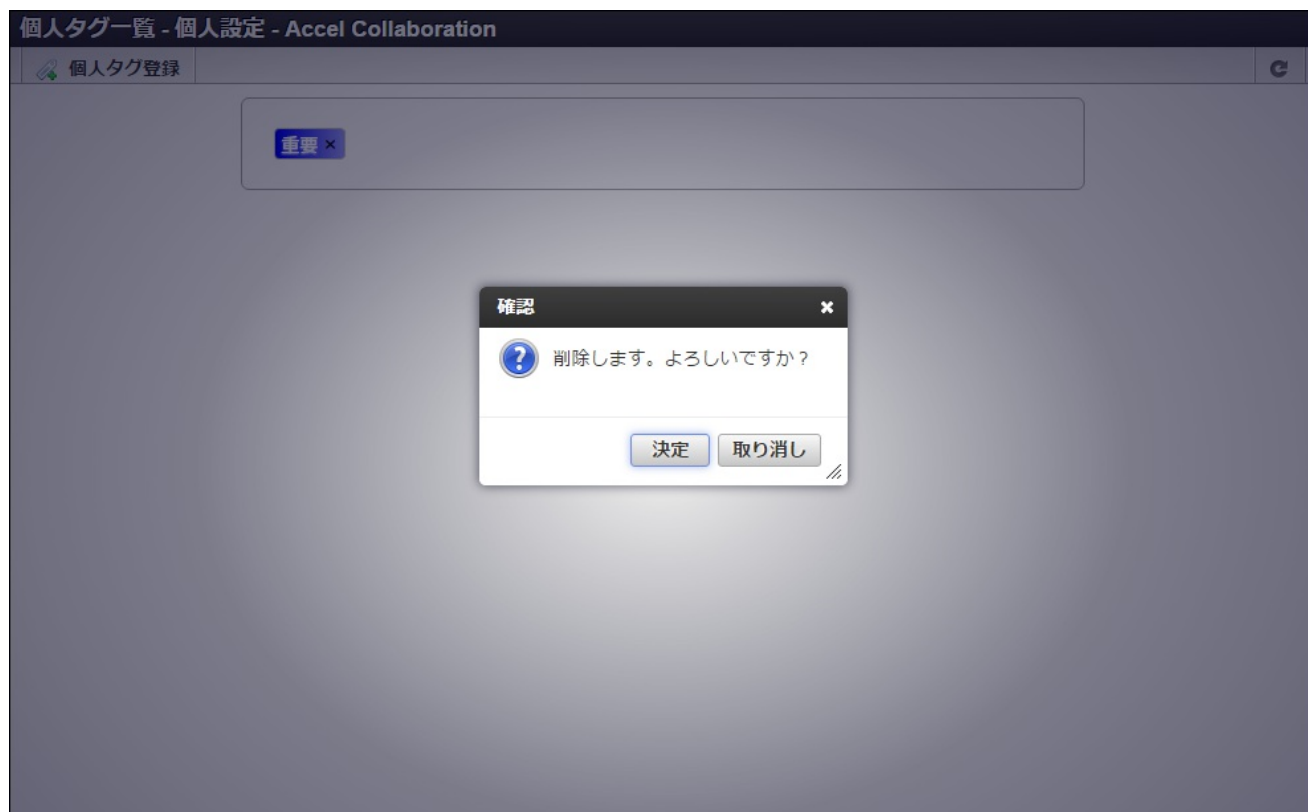 個人タグ一覧 - 個人設定 - Accel Collaboration
個人タグ登録
重要 ×
確認
削除します。よろしいですか？
決定 取り消し